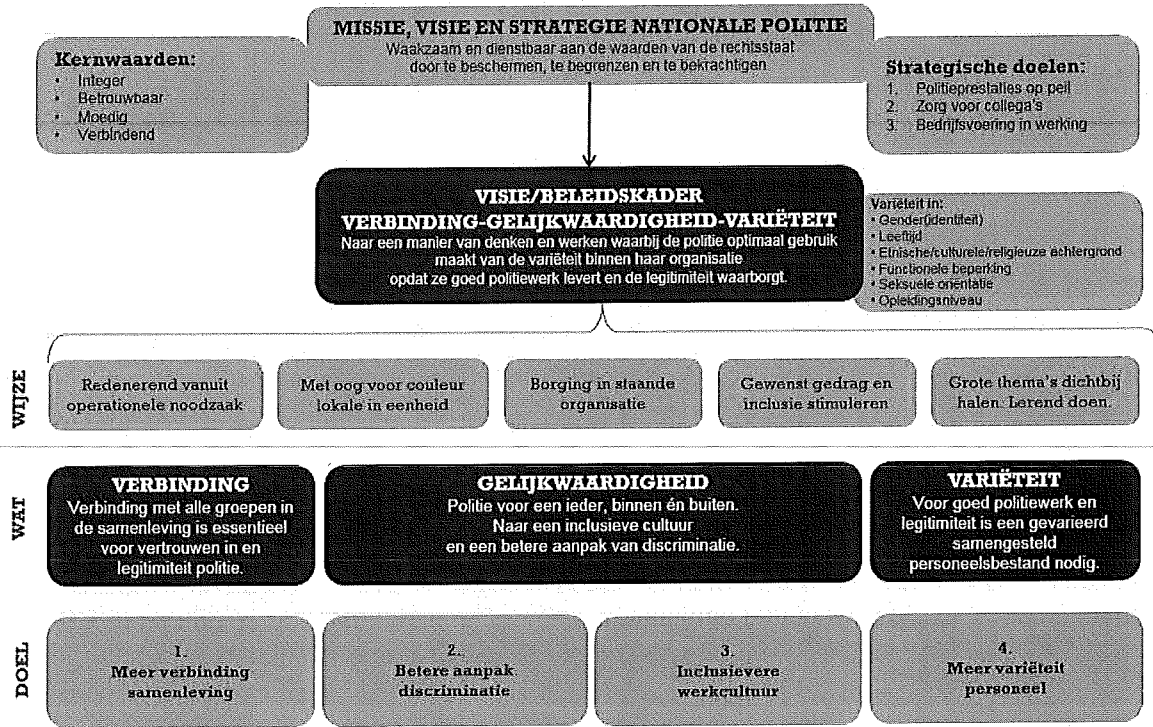 MISSIE, VISIE EN STRATEGIE NATIONALE POLITIE
Waakzaam en dienstbaar aan de waarden van de rechtsstaat
door te beschermen, te begrenzen en te bekrachtigen
Kernwaarden:
• Integer
• Betrouwbaar
• Moedig
• Verbindend
Strategische doelen:
1. Politieprestaties op peil
2. Zorg voor collega's
3. Bedrijfsvoering in werking
VISIE/BELEIDSKADER
VERBINDING-GELIJKWAARDIGHEID-VARIËTEIT
Naar een manier van denken en werken waarbij de politie optimaal gebruik
maakt van de variëteit binnen haar organisatie
opdat ze goed politiewerk levert en de legitimiteit waarborgt.
Variëteit in:
• Gender(identiteit)
• Leeftijd
• Etnische/culturele/religieuze achtergrond
• Functionele beperking
• Seksuele oriëntatie
• Opleidingsniveau
WIJZE
Redenerend vanuit
operationele noodzaak
Met oog voor couleur
lokale in eenheid
Borging in staande
organisatie
Gewenst gedrag en
inclusie stimuleren
Grote thema's dichtbij
halen. Lerend doen.
WAT
VERBINDING
Verbinding met alle groepen in
de samenleving is essentieel
voor vertrouwen in en
legitimiteit politie.
GELIJKWAARDIGHEID
Politie voor een ieder, binnen én buiten.
Naar een inclusieve cultuur
en een betere aanpak van discriminatie.
VARIËTEIT
Voor goed politiewerk en
legitimiteit is een gevarieerd
samengesteld
personeelsbestand nodig.
DOEL
1.
Meer verbinding
samenleving
2.
Betere aanpak
discriminatie
3.
Inclusievere
werkcultuur
4.
Meer variëteit
personeel